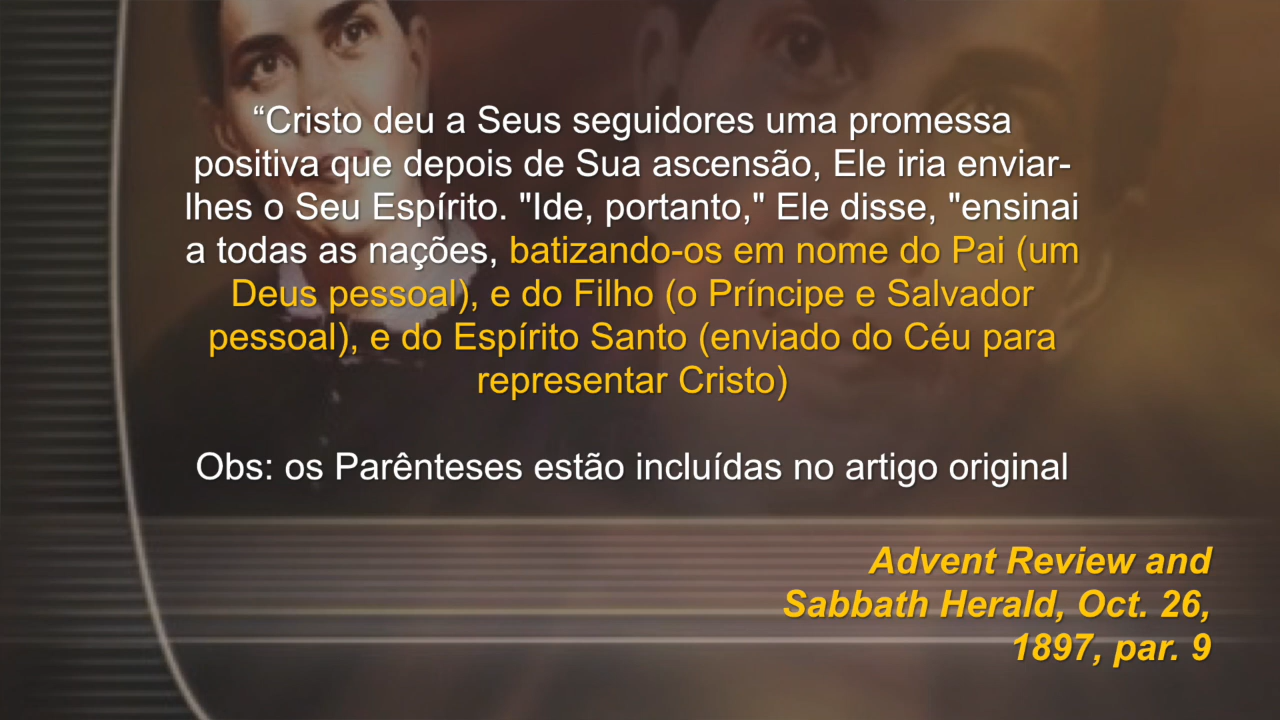 “Cristo deu a Seus seguidores uma promessa
positiva que depois de Sua ascensão, Ele iria enviar-
lhes o Seu Espírito. "Ide, portanto," Ele disse, "ensinai
a todas as nações, batizando-os em nome do Pai (um
Deus pessoal), e do Filho (o Príncipe e Salvador
pessoal), e do Espírito Santo (enviado do Céu para
representar Cristo)
Obs: os Parênteses estão incluídas no artigo original
Advent Review and
Sabbath Herald, Oct. 26,
1897, par. 9